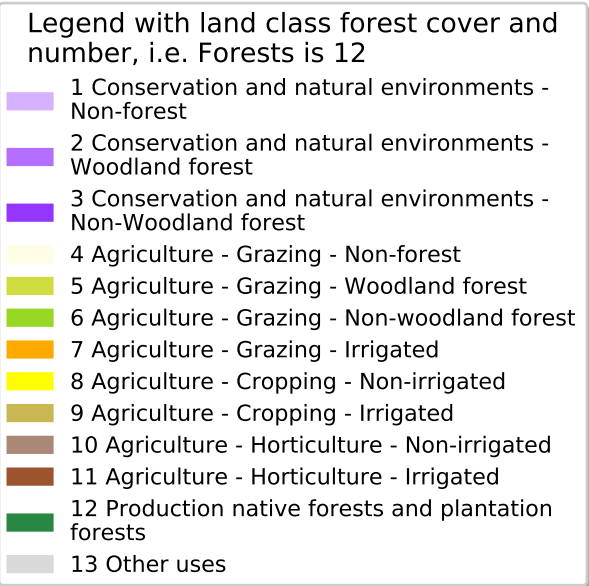 Legend with land class forest cover and
number, i.e. Forests is 12
1 Conservation and natural environments -
Non-forest
2 Conservation and natural environments -
Woodland forest
3 Conservation and natural environments -
Non-Woodland forest
4 Agriculture - Grazing - Non-forest
5 Agriculture - Grazing - Woodland forest
6 Agriculture - Grazing - Non-woodland forest
7 Agriculture - Grazing - Irrigated
8 Agriculture - Cropping - Non-irrigated
9 Agriculture - Cropping - Irrigated
10 Agriculture - Horticulture - Non-irrigated
11 Agriculture - Horticulture - Irrigated
12 Production native forests and plantation
forests
13 Other uses